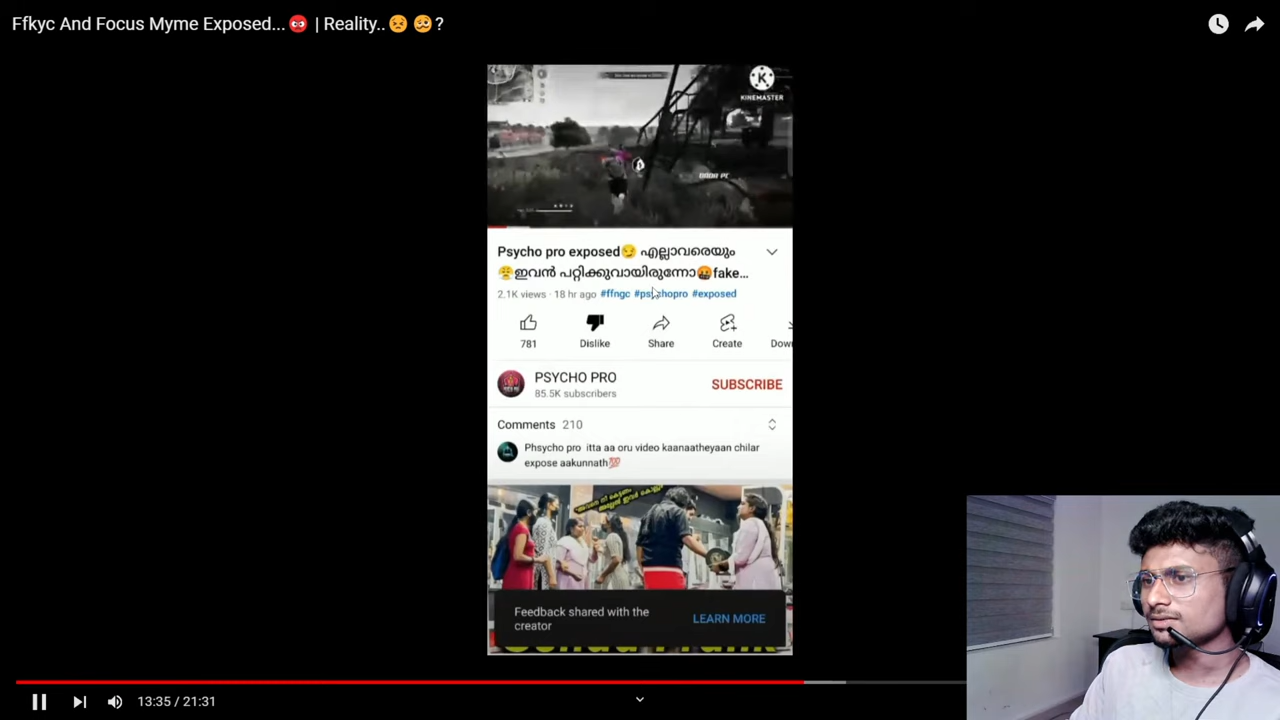 Ffkyc And Focus Myme Exposed...😡 | Reality.. 😣 🥴?
K
KINEMASTER
Psycho pro exposed😏 എല്ലാവരെയും
😤ഇവൻ പറ്റിക്കുവായിരുന്നോ🤬fake...
2.1K views · 18 hr ago #ffngc #psychopro #exposed
781 Dislike Share Create Down
PSYCHO PRO
SUBSCRIBE
85.5K subscribers
Comments 210
Phsycho pro itta aa oru video kaanaatheyaan chilar
expose aakunnath💯
Feedback shared with the
creator
LEARN MORE
13:35 / 21:31